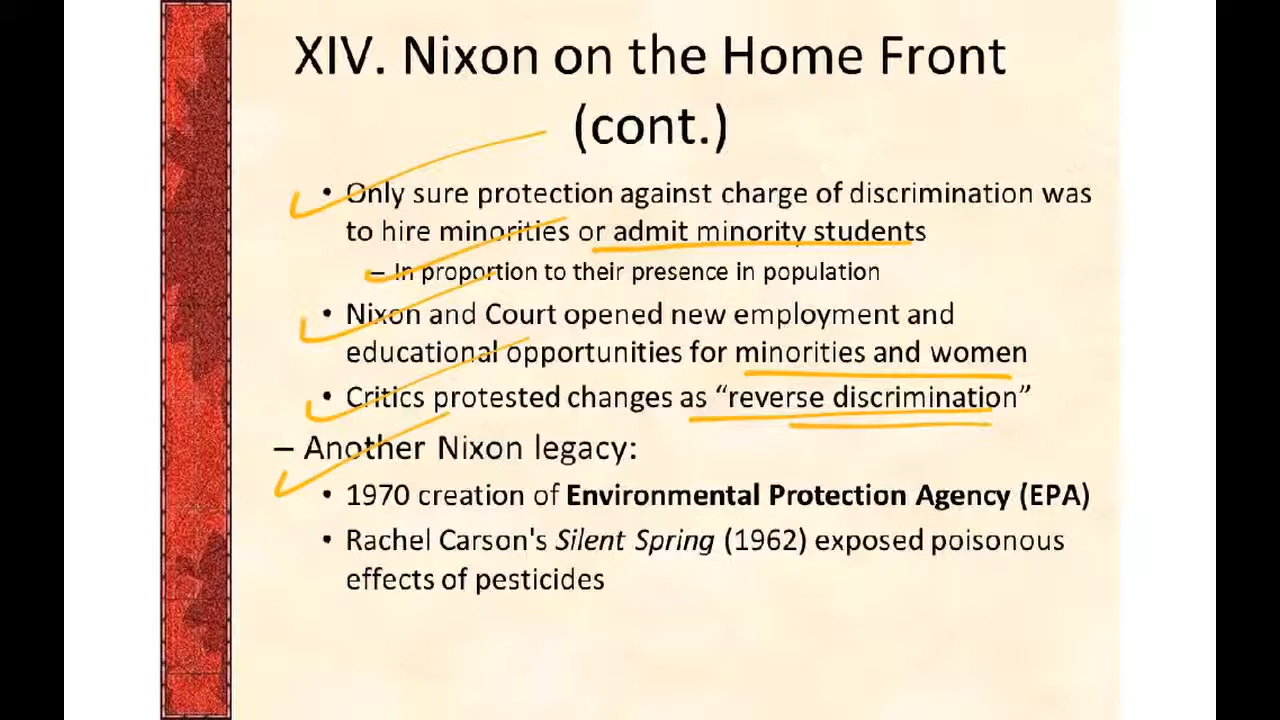 XIV. Nixon on the Home Front
(cont.)
• Only sure protection against charge of discrimination was
to hire minorities or admit minority students
– In proportion to their presence in population
• Nixon and Court opened new employment and
educational opportunities for minorities and women
• Critics protested changes as “reverse discrimination”
– Another Nixon legacy:
• 1970 creation of Environmental Protection Agency (EPA)
• Rachel Carson's Silent Spring (1962) exposed poisonous
effects of pesticides